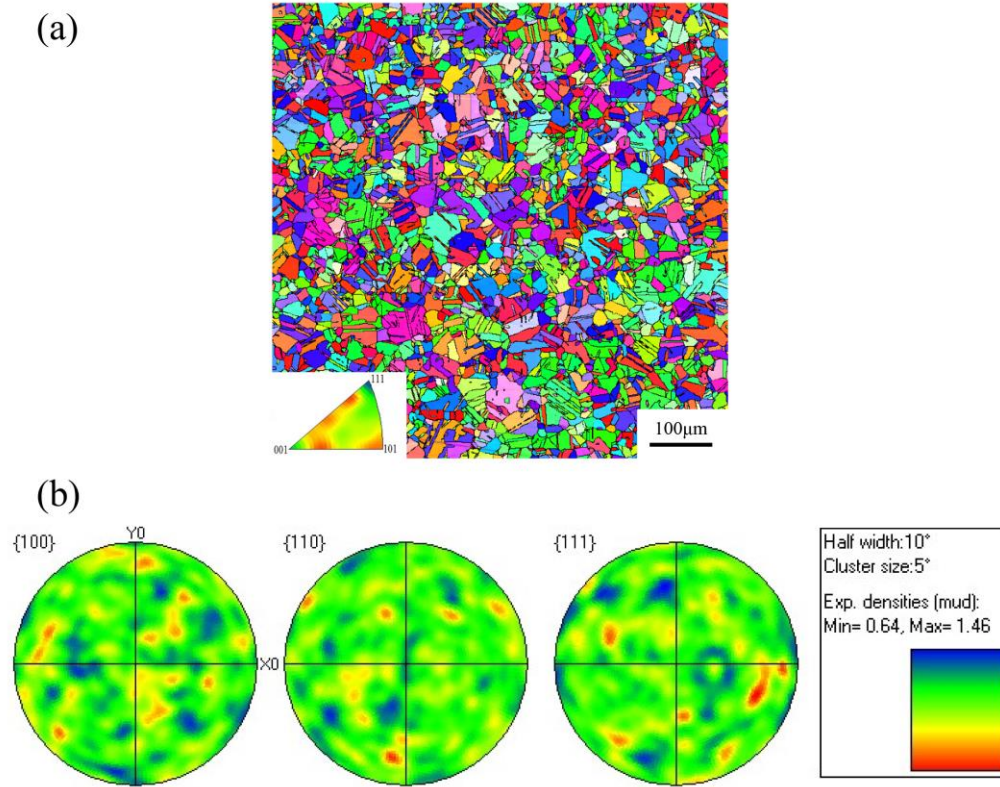 (a)
111
001
101
100μm
(b)
{100}
Y0
{110}
{111}
X0
Half width:10°
Cluster size:5°
Exp. densities (mud):
Min= 0.64, Max= 1.46